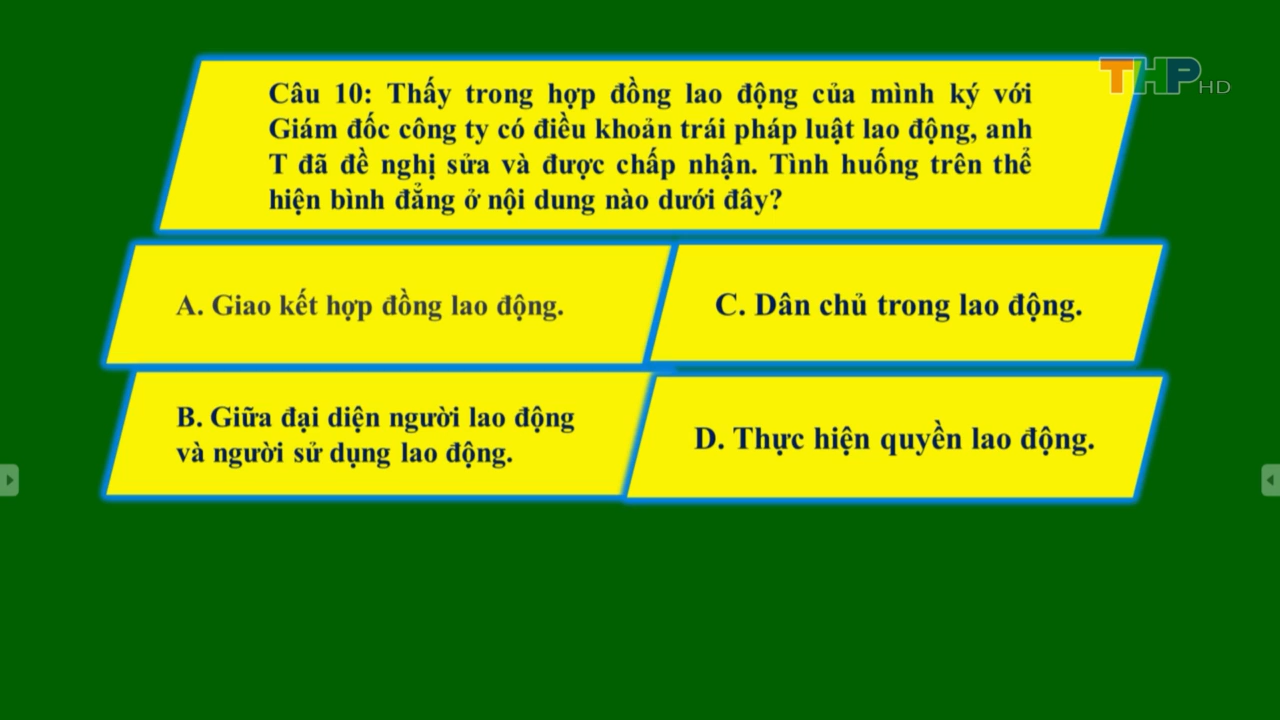 THP HD
Câu 10: Thấy trong hợp đồng lao động của mình ký với
Giám đốc công ty có điều khoản trái pháp luật lao động, anh
T đã đề nghị sửa và được chấp nhận. Tình huống trên thể
hiện bình đẳng ở nội dung nào dưới đây?
A. Giao kết hợp đồng lao động.
C. Dân chủ trong lao động.
B. Giữa đại diện người lao động
và người sử dụng lao động.
D. Thực hiện quyền lao động.